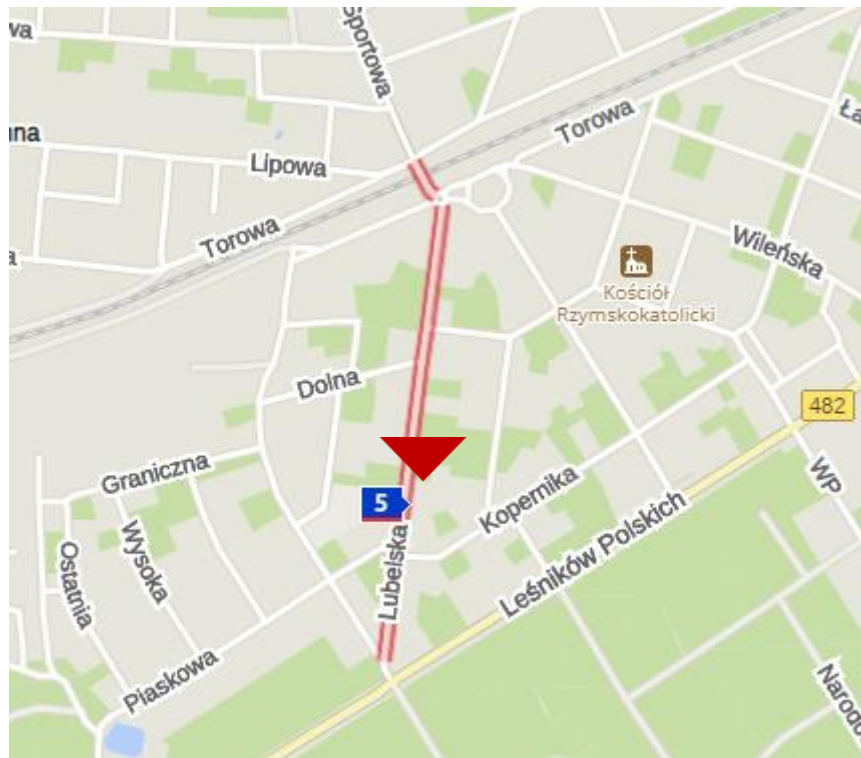 Sportowa
Torowa
Lipowa
Torowa
Wileńska
Kościół
Rzymskokatolicki
Dolna
482
Graniczna
5
WP
Kopernika
Leśników Polskich
Ostatnia
Wysoka
Lubelska
Piaskowa